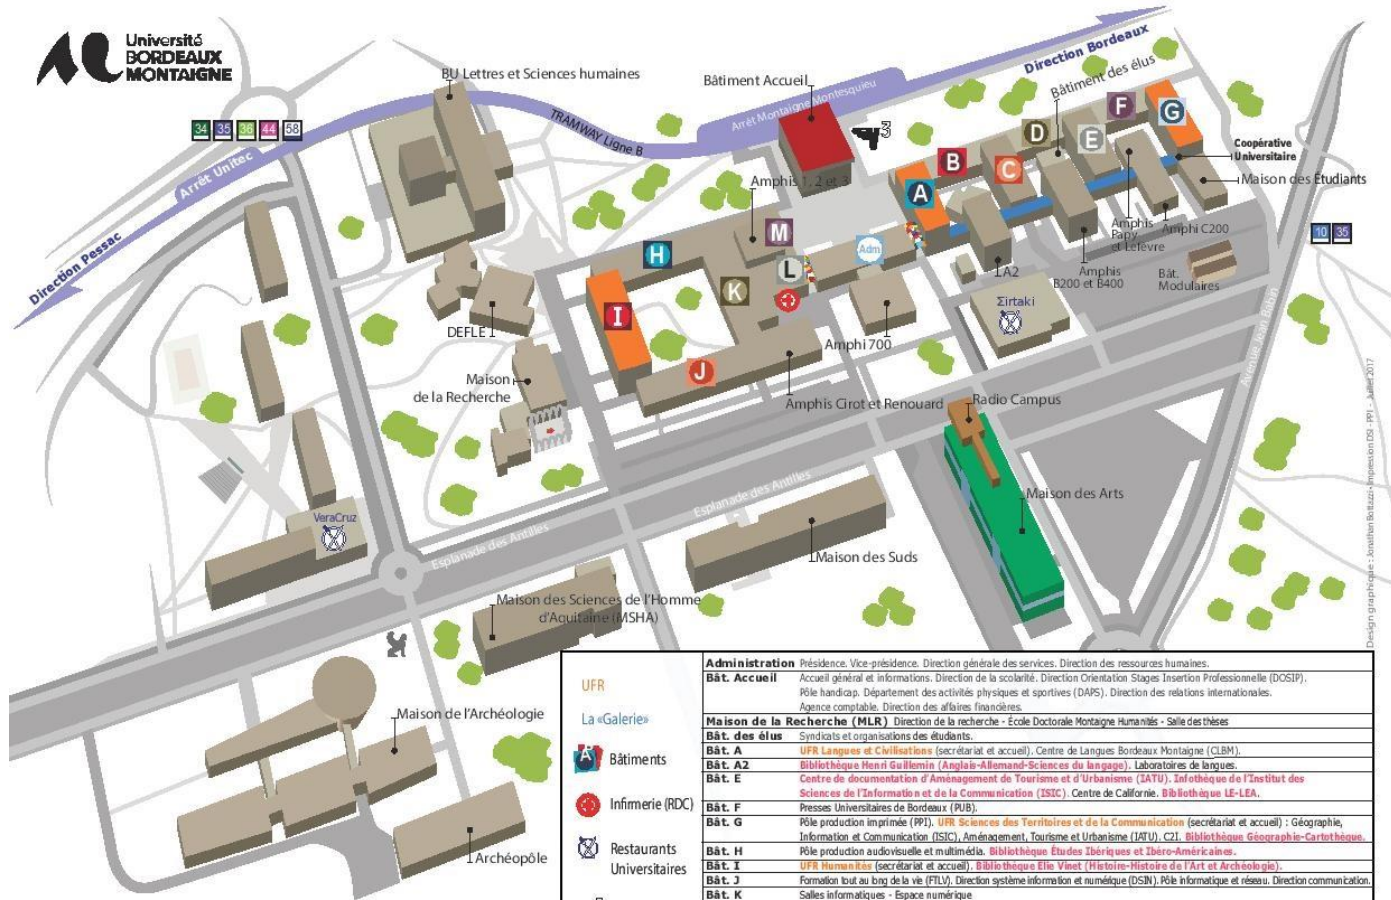 Université
BORDEAUX
MONTAIGNE
34 35 36 44 58
BU Lettres et Sciences humaines
Bâtiment Accueil
Direction Bordeaux
Arrêt Montaigne Montesquieu
TRAMWAY Ligne B
Arrêt Unitec
Direction Pessac
Bâtiment des élus
3
A
B
C
D
E
F
G
Coopérative
Universitaire
Maison des Étudiants
Amphis 1, 2 et 3
M
H
L
Adm
K
I
J
A2
Amphis
Papy
et Lefèvre
Amphi C200
Amphis
B200 et B400
Bât.
Modulaires
10 35
Σirtaki
DEFLE
Amphi 700
Maison
de la Recherche
Amphis Cirot et Renouard
Radio Campus
Avenue Jean Babin
Maison des Arts
Esplanade des Antilles
Esplanade des Antilles
VeraCruz
Maison des Suds
Maison des Sciences de l'Homme
d'Aquitaine (MSHA)
Maison de l'Archéologie
Archéopôle
Design graphique : Jonathan Bottazzi - Impression DSI - PPI - Juillet 2017
UFR
La «Galerie»
A Bâtiments
Infirmerie (RDC)
Restaurants
Universitaires
Administration Présidence. Vice-présidence. Direction générale des services. Direction des ressources humaines.
Bât. Accueil Accueil général et informations. Direction de la scolarité. Direction Orientation Stages Insertion Professionnelle (DOSIP).
Pôle handicap. Département des activités physiques et sportives (DAPS). Direction des relations internationales.
Agence comptable. Direction des affaires financières.
Maison de la Recherche (MLR) Direction de la recherche - École Doctorale Montaigne Humanités - Salle des thèses
Bât. des élus Syndicats et organisations des étudiants.
Bât. A UFR Langues et Civilisations (secrétariat et accueil). Centre de Langues Bordeaux Montaigne (CLBM).
Bât. A2 Bibliothèque Henri Guillemin (Anglais-Allemand-Sciences du langage). Laboratoires de langues.
Bât. E Centre de documentation d'Aménagement de Tourisme et d'Urbanisme (IATU). Infothèque de l'Institut des
Sciences de l'Information et de la Communication (ISIC). Centre de Californie. Bibliothèque LE-LEA.
Bât. F Presses Universitaires de Bordeaux (PUB).
Bât. G Pôle production imprimée (PPI). UFR Sciences des Territoires et de la Communication (secrétariat et accueil) : Géographie,
Information et Communication (ISIC), Aménagement, Tourisme et Urbanisme (IATU). C2I. Bibliothèque Géographie-Cartothèque.
Bât. H Pôle production audiovisuelle et multimédia. Bibliothèque Études Ibériques et Ibéro-Américaines.
Bât. I UFR Humanités (secrétariat et accueil). Bibliothèque Elie Vinet (Histoire-Histoire de l'Art et Archéologie).
Bât. J Formation tout au long de la vie (FTLV). Direction système information et numérique (DSIN). Pôle informatique et réseau. Direction communication.
Bât. K Salles informatiques - Espace numérique